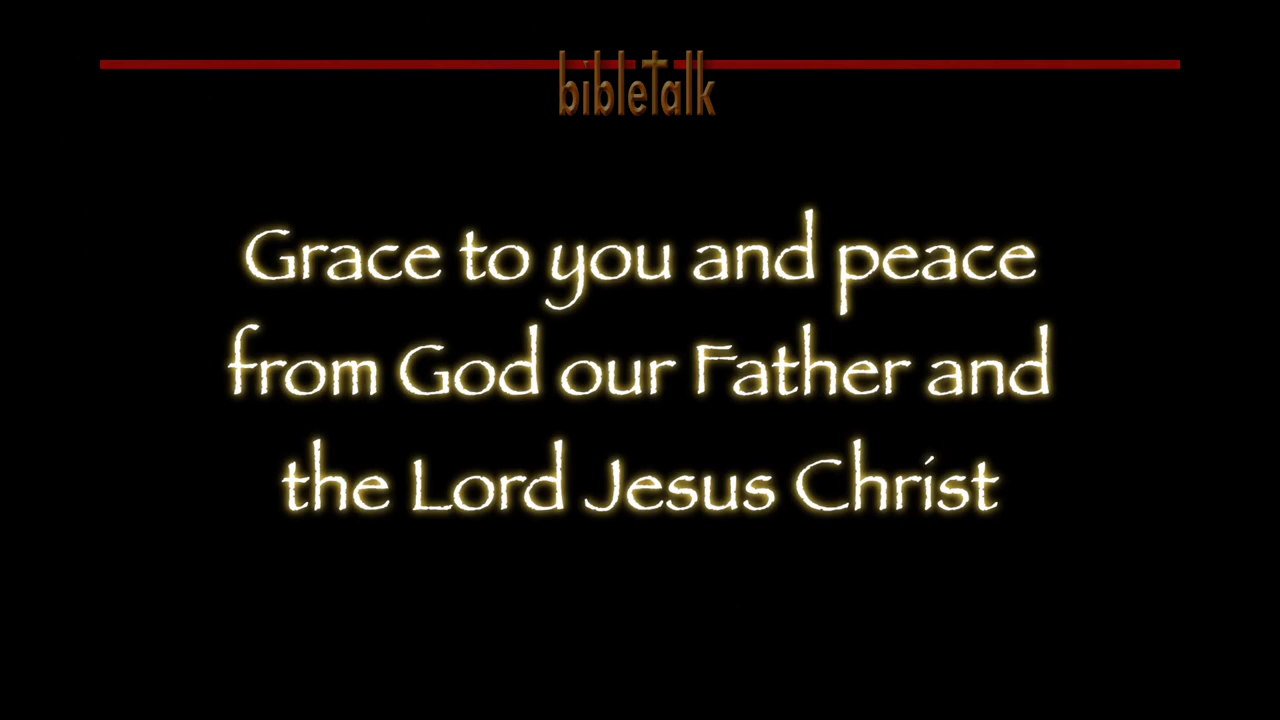 bibleTalk
Grace to you and peace
from God our Father and
the Lord Jesus Christ